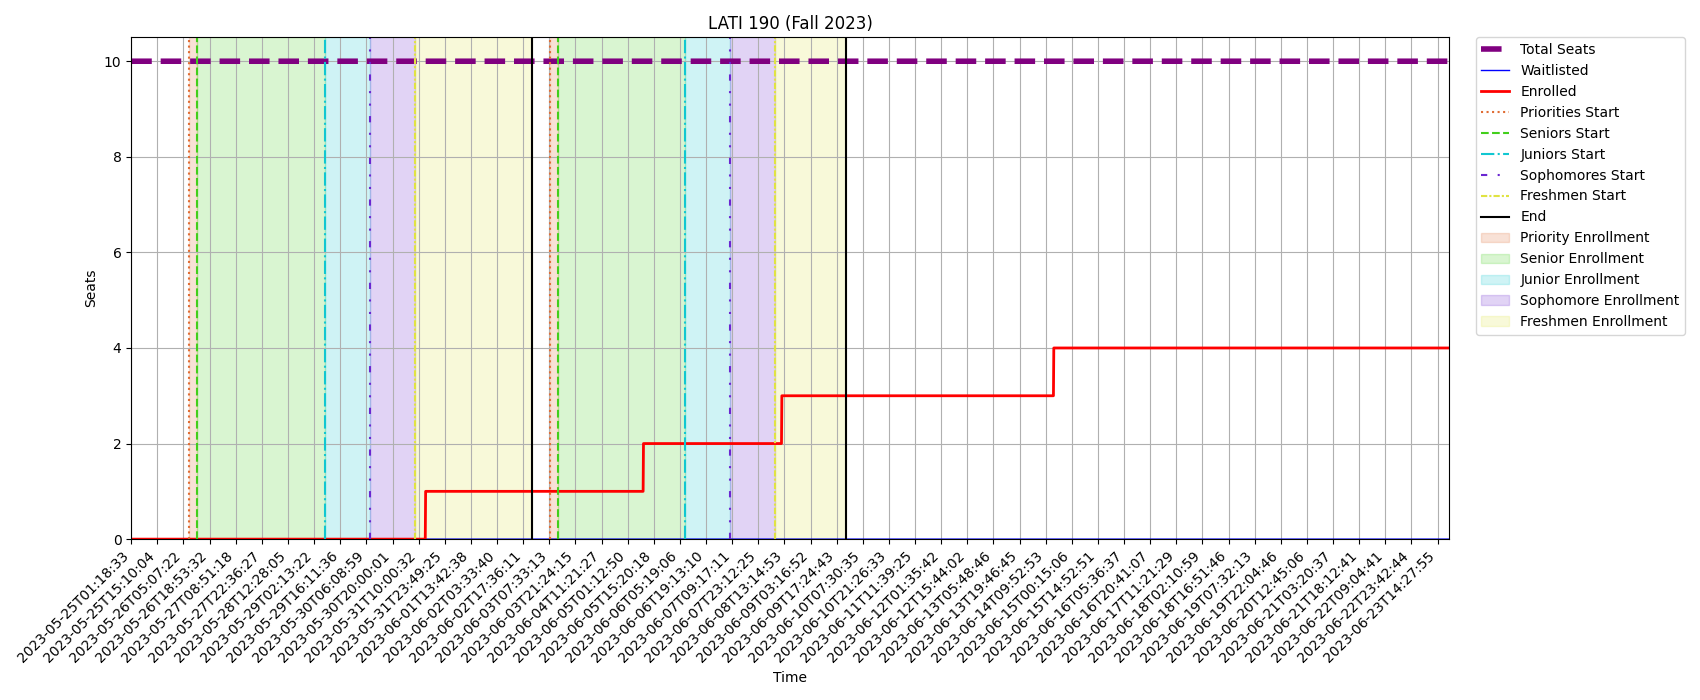 LATI 190 (Fall 2023)
10
8
6
4
2
0
Seats
2023-05-25T01:18:33
2023-05-25T15:10:04
2023-05-26T05:07:22
2023-05-26T18:53:32
2023-05-27T08:51:18
2023-05-27T22:36:27
2023-05-28T12:28:05
2023-05-29T02:13:22
2023-05-29T16:11:36
2023-05-30T06:08:59
2023-05-30T20:00:01
2023-05-31T10:00:32
2023-05-31T23:49:25
2023-06-01T13:42:38
2023-06-02T03:33:40
2023-06-02T17:36:11
2023-06-03T07:33:13
2023-06-03T21:24:15
2023-06-04T11:21:27
2023-06-05T01:12:50
2023-06-05T15:20:18
2023-06-06T05:19:06
2023-06-06T19:13:10
2023-06-07T09:17:11
2023-06-07T23:12:25
2023-06-08T13:14:53
2023-06-09T03:16:52
2023-06-09T17:24:43
2023-06-10T07:30:35
2023-06-10T21:26:33
2023-06-11T11:39:25
2023-06-12T01:35:42
2023-06-12T15:44:02
2023-06-13T05:48:46
2023-06-13T19:46:45
2023-06-14T09:52:53
2023-06-15T00:15:06
2023-06-15T14:52:51
2023-06-16T05:36:37
2023-06-16T20:41:07
2023-06-17T11:21:29
2023-06-18T02:10:59
2023-06-18T16:51:46
2023-06-19T07:32:13
2023-06-19T22:04:46
2023-06-20T12:45:06
2023-06-21T03:20:37
2023-06-21T18:12:41
2023-06-22T09:04:41
2023-06-22T23:42:44
2023-06-23T14:27:55
Time
Total Seats
Waitlisted
Enrolled
Priorities Start
Seniors Start
Juniors Start
Sophomores Start
Freshmen Start
End
Priority Enrollment
Senior Enrollment
Junior Enrollment
Sophomore Enrollment
Freshmen Enrollment